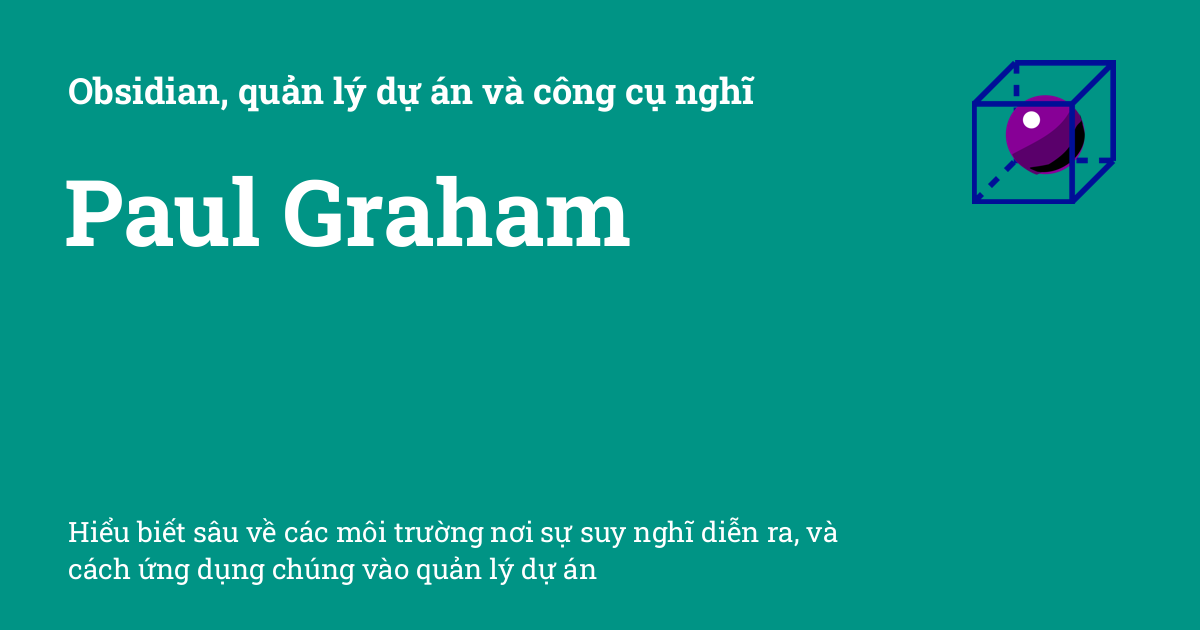 Obsidian, quản lý dự án và công cụ nghĩ
Paul Graham
Hiểu biết sâu về các môi trường nơi sự suy nghĩ diễn ra, và
cách ứng dụng chúng vào quản lý dự án